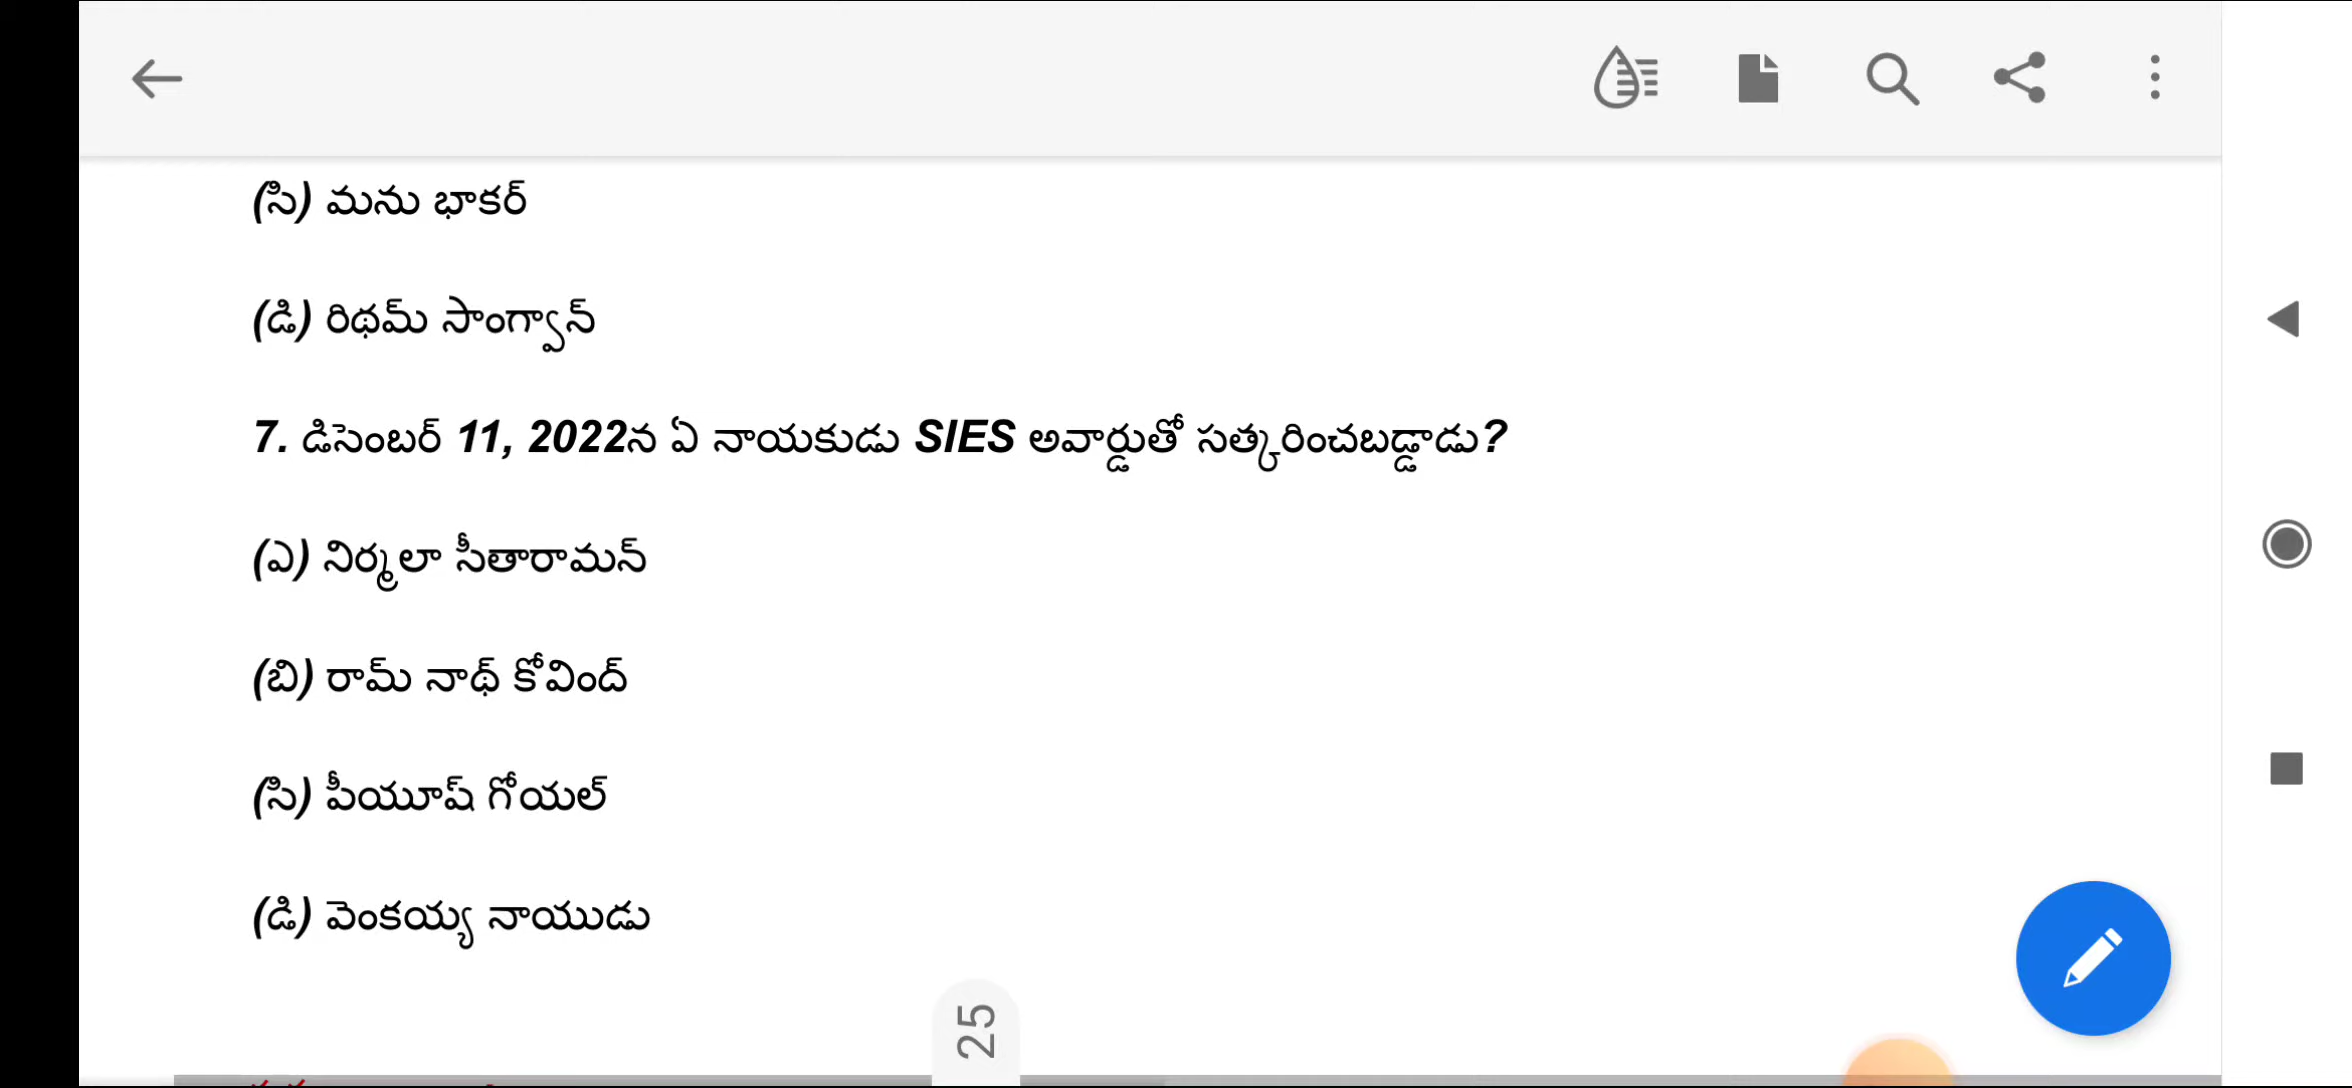 (సి) మను భాకర్
(డి) రిథమ్ సాంగ్వాన్
7. డిసెంబర్ 11, 2022న ఏ నాయకుడు SIES అవార్డుతో సత్కరించబడ్డాడు?
(ఎ) నిర్మలా సీతారామన్
(బి) రామ్ నాథ్ కోవింద్
(సి) పీయూష్ గోయల్
(డి) వెంకయ్య నాయుడు
25